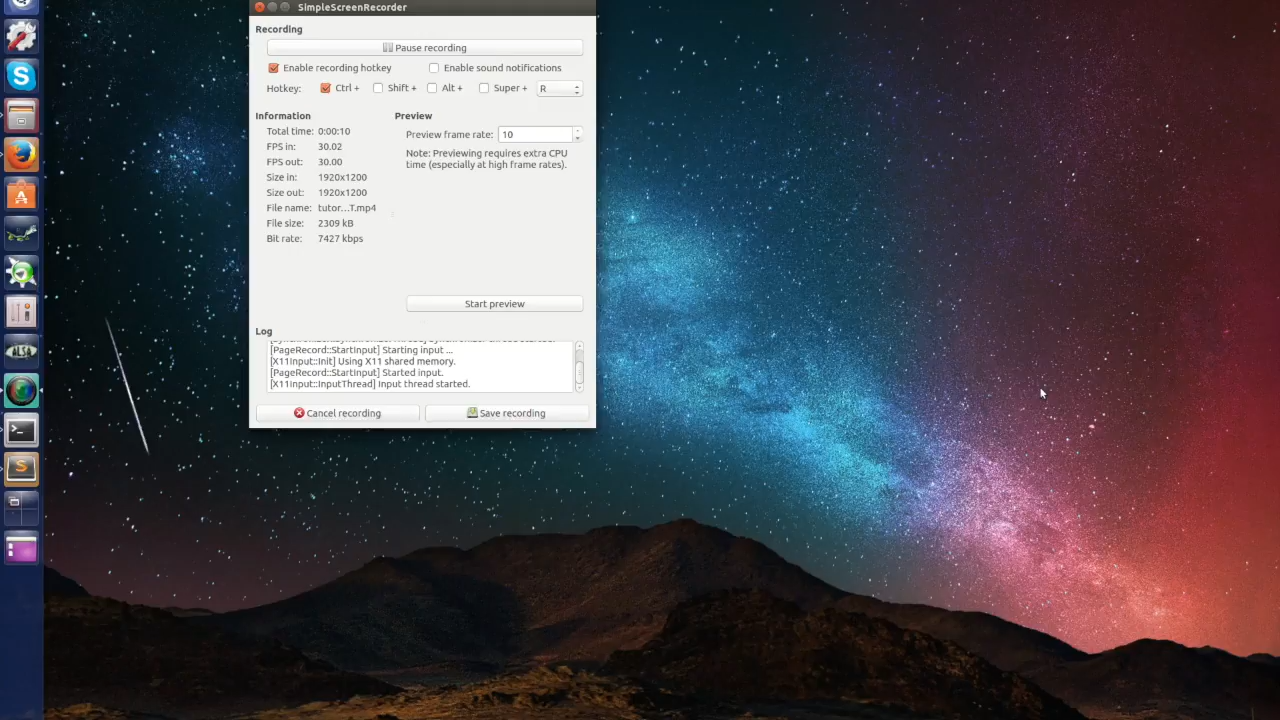 SimpleScreenRecorder
Recording
Pause recording
Enable recording hotkey Enable sound notifications
Hotkey: Ctrl + Shift + Alt + Super + R
Information
Total time: 0:00:10
FPS in: 30.02
FPS out: 30.00
Size in: 1920x1200
Size out: 1920x1200
File name: tutor...T.mp4
File size: 2309 kB
Bit rate: 7427 kbps
Preview
Preview frame rate: 10
Note: Previewing requires extra CPU
time (especially at high frame rates).
Start preview
Log
[PageRecord::StartInput] Starting input ...
[X11Input::Init] Using X11 shared memory.
[PageRecord::StartInput] Started input.
[X11Input::InputThread] Input thread started.
Cancel recording Save recording